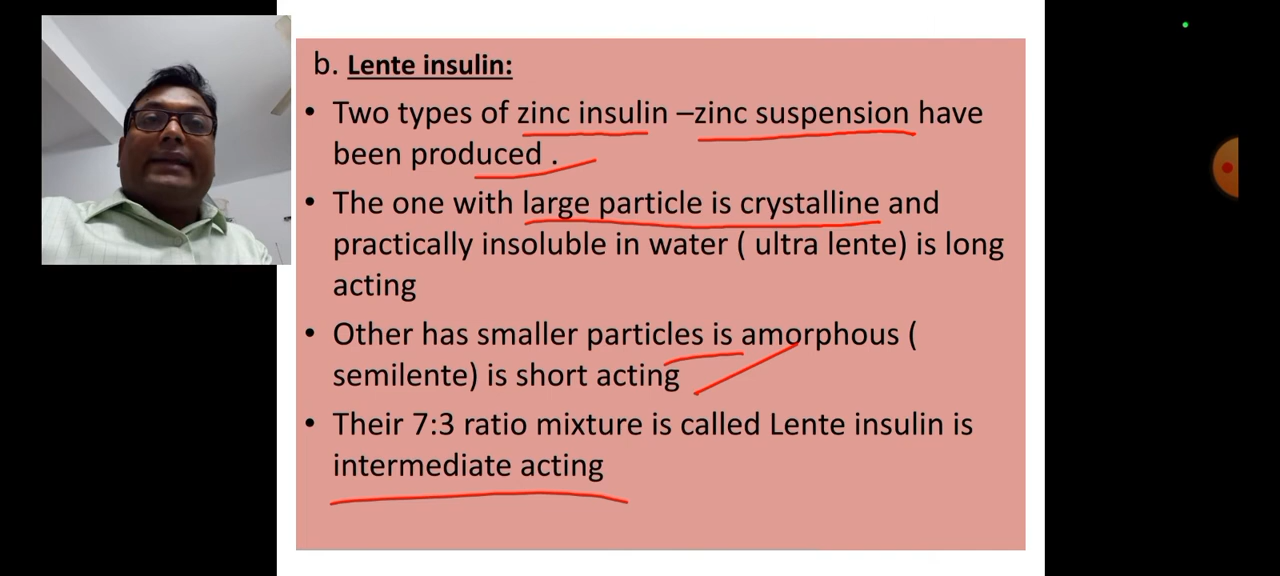 b. Lente insulin:
• Two types of zinc insulin –zinc suspension have
been produced .
• The one with large particle is crystalline and
practically insoluble in water ( ultra lente) is long
acting
• Other has smaller particles is amorphous (
semilente) is short acting
• Their 7:3 ratio mixture is called Lente insulin is
intermediate acting